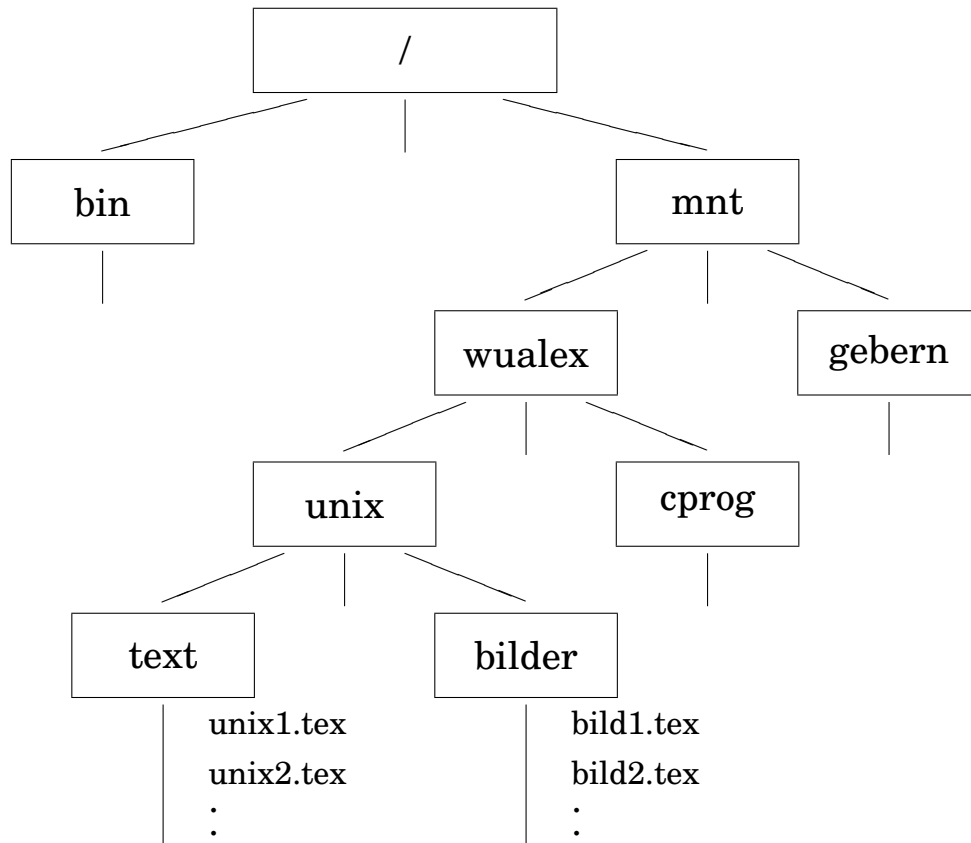 /
bin
mnt
wualex
gebern
unix
cprog
text
bilder
unix1.tex
bild1.tex
unix2.tex
bild2.tex
.
.
.
.